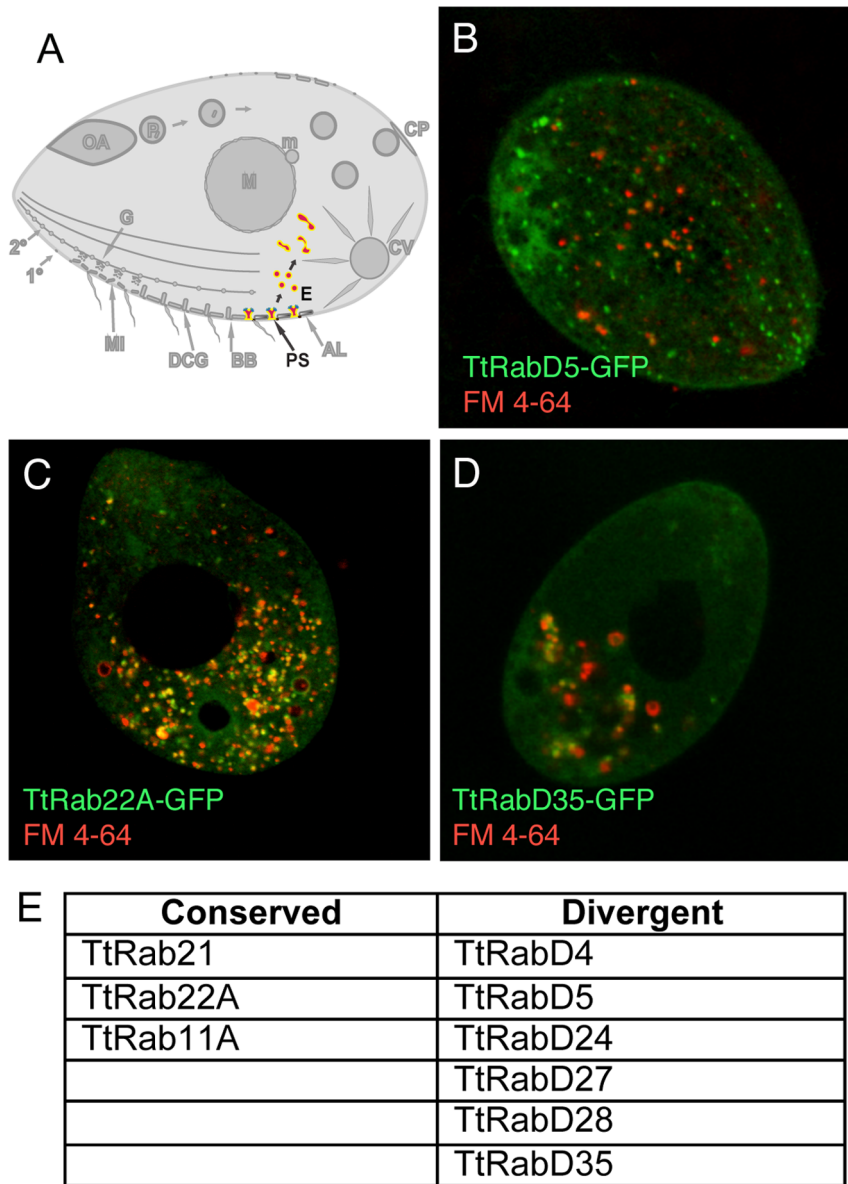 A
OA
P
CP
m
M
G
2°
1°
CV
E
MI
DCG
BB
PS
AL
B
TtRabD5-GFP
FM 4-64
C
TtRab22A-GFP
FM 4-64
D
TtRabD35-GFP
FM 4-64
E
Conserved Divergent
TtRab21 TtRabD4
TtRab22A TtRabD5
TtRab11A TtRabD24
TtRabD27
TtRabD28
TtRabD35